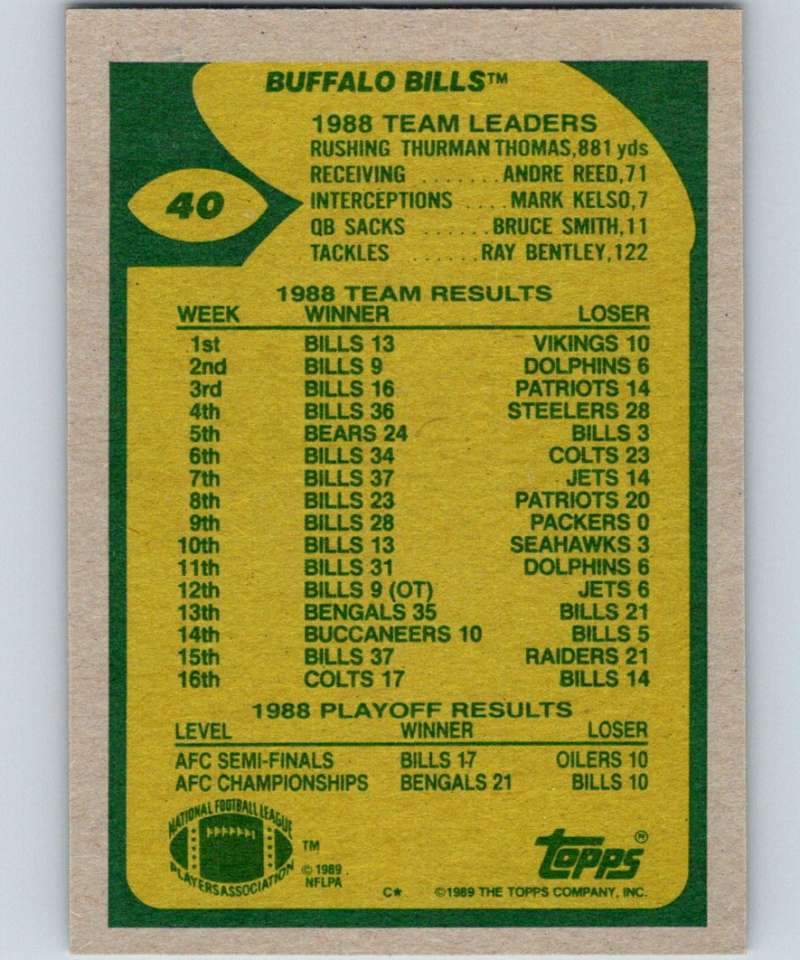 BUFFALO BILLS™
1988 TEAM LEADERS
RUSHING THURMAN THOMAS, 881 yds
RECEIVING ....... ANDRE REED, 71
40
INTERCEPTIONS .... MARK KELSO, 7
QB SACKS ...... BRUCE SMITH, 11
TACKLES ...... RAY BENTLEY, 122
1988 TEAM RESULTS
WEEK WINNER LOSER
1st BILLS 13 VIKINGS 10
2nd BILLS 9 DOLPHINS 6
3rd BILLS 16 PATRIOTS 14
4th BILLS 36 STEELERS 28
5th BEARS 24 BILLS 3
6th BILLS 34 COLTS 23
7th BILLS 37 JETS 14
8th BILLS 23 PATRIOTS 20
9th BILLS 28 PACKERS 0
10th BILLS 13 SEAHAWKS 3
11th BILLS 31 DOLPHINS 6
12th BILLS 9 (OT) JETS 6
13th BENGALS 35 BILLS 21
14th BUCCANEERS 10 BILLS 5
15th BILLS 37 RAIDERS 21
16th COLTS 17 BILLS 14
1988 PLAYOFF RESULTS
LEVEL WINNER LOSER
AFC SEMI-FINALS BILLS 17 OILERS 10
AFC CHAMPIONSHIPS BENGALS 21 BILLS 10
NATIONAL FOOTBALL LEAGUE
PLAYERS ASSOCIATION
TM
© 1989
NFLPA
topps®
C* ©1989 THE TOPPS COMPANY, INC.